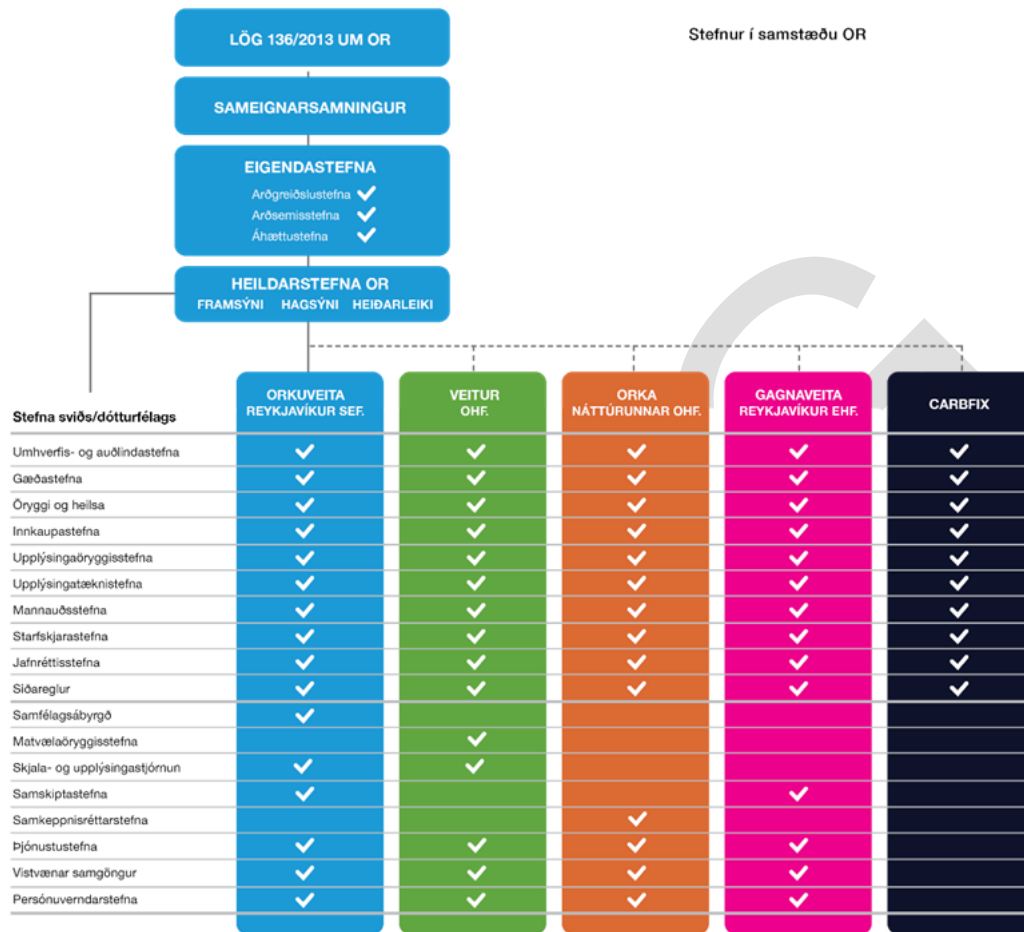 LÖG 136/2013 UM OR
Stefnur í samstæðu OR
SAMEIGNARSAMNINGUR
EIGENDASTEFNA
Arðgreiðslustefna
Arðsemisstefna
Áhættustefna
HEILDARSTEFNA OR
FRAMSÝNI HAGSÝNI HEIÐARLEIKI
Stefna sviðs/dótturfélags
ORKUVEITA
REYKJAVÍKUR SEF.
VEITUR
OHF.
ORKA
NÁTTÚRUNNAR OHF.
GAGNAVEITA
REYKJAVÍKUR EHF.
CARBFIX
Umhverfis- og auðlindastefna
Gæðastefna
Öryggi og heilsa
Innkaupastefna
Upplýsingaöryggisstefna
Upplýsingatæknistefna
Mannauðsstefna
Starfskjarastefna
Jafnréttisstefna
Siðareglur
Samfélagsábyrgð
Matvælaöryggisstefna
Skjala- og upplýsingastjórnun
Samskiptastefna
Samkeppnisréttarstefna
Þjónustustefna
Vistvænar samgöngur
Persónuverndarstefna